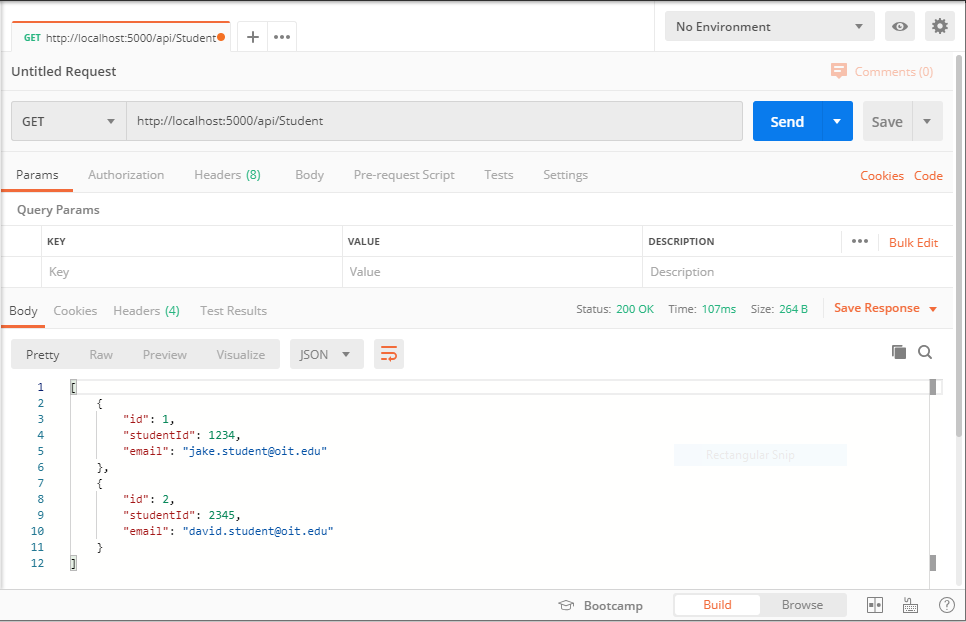 GET http://localhost:5000/api/Student + ••• No Environment
Untitled Request Comments (0)
GET http://localhost:5000/api/Student Send Save
Params Authorization Headers (8) Body Pre-request Script Tests Settings Cookies Code
Query Params
KEY VALUE DESCRIPTION ••• Bulk Edit
Key Value Description
Body Cookies Headers (4) Test Results Status: 200 OK Time: 107ms Size: 264 B Save Response
Pretty Raw Preview Visualize JSON
1 [
2 {
3 "id": 1,
4 "studentId": 1234,
5 "email": "jake.student@oit.edu"
Rectangular Snip
6 },
7 {
8 "id": 2,
9 "studentId": 2345,
10 "email": "david.student@oit.edu"
11 }
12 ]
Bootcamp Build Browse ?